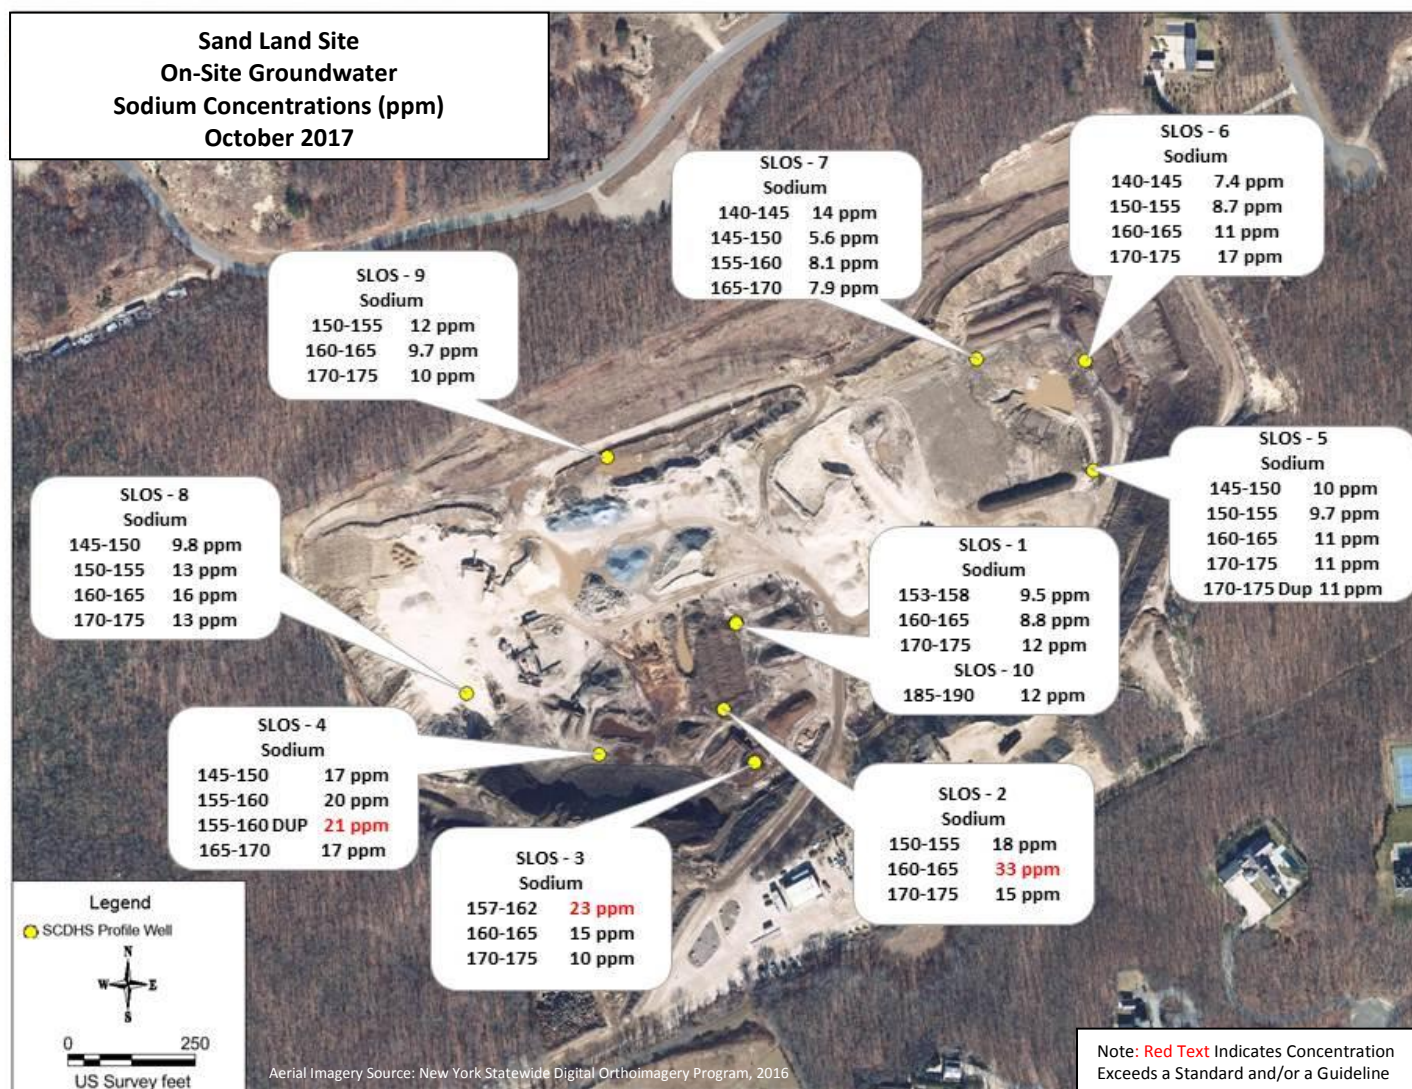 Sand Land Site
On-Site Groundwater
Sodium Concentrations (ppm)
October 2017
SLOS - 6
Sodium
140-145 7.4 ppm
150-155 8.7 ppm
160-165 11 ppm
170-175 17 ppm
SLOS - 7
Sodium
140-145 14 ppm
145-150 5.6 ppm
155-160 8.1 ppm
165-170 7.9 ppm
SLOS - 9
Sodium
150-155 12 ppm
160-165 9.7 ppm
170-175 10 ppm
SLOS - 5
Sodium
145-150 10 ppm
150-155 9.7 ppm
160-165 11 ppm
170-175 11 ppm
170-175 Dup 11 ppm
SLOS - 8
Sodium
145-150 9.8 ppm
150-155 13 ppm
160-165 16 ppm
170-175 13 ppm
SLOS - 1
Sodium
153-158 9.5 ppm
160-165 8.8 ppm
170-175 12 ppm
SLOS - 10
185-190 12 ppm
SLOS - 4
Sodium
145-150 17 ppm
155-160 20 ppm
155-160 DUP 21 ppm
165-170 17 ppm
SLOS - 2
Sodium
150-155 18 ppm
160-165 33 ppm
170-175 15 ppm
SLOS - 3
Sodium
157-162 23 ppm
160-165 15 ppm
170-175 10 ppm
Legend
SCDHS Profile Well
N
W E
S
0 250
US Survey feet
Aerial Imagery Source: New York Statewide Digital Orthoimagery Program, 2016
Note: Red Text Indicates Concentration
Exceeds a Standard and/or a Guideline